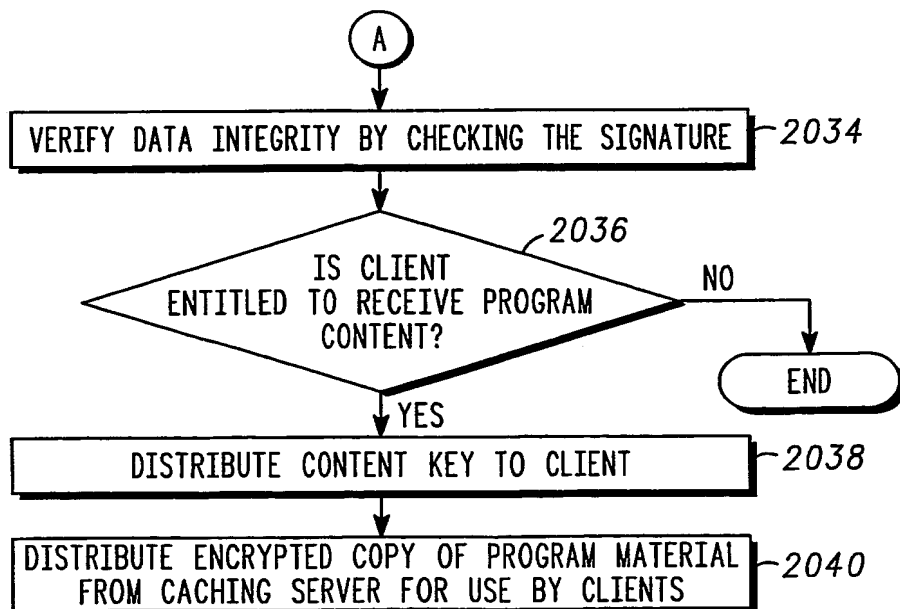 A
VERIFY DATA INTEGRITY BY CHECKING THE SIGNATURE
2034
2036
IS CLIENT
ENTITLED TO RECEIVE PROGRAM
CONTENT?
NO
END
YES
DISTRIBUTE CONTENT KEY TO CLIENT
2038
DISTRIBUTE ENCRYPTED COPY OF PROGRAM MATERIAL
FROM CACHING SERVER FOR USE BY CLIENTS
2040